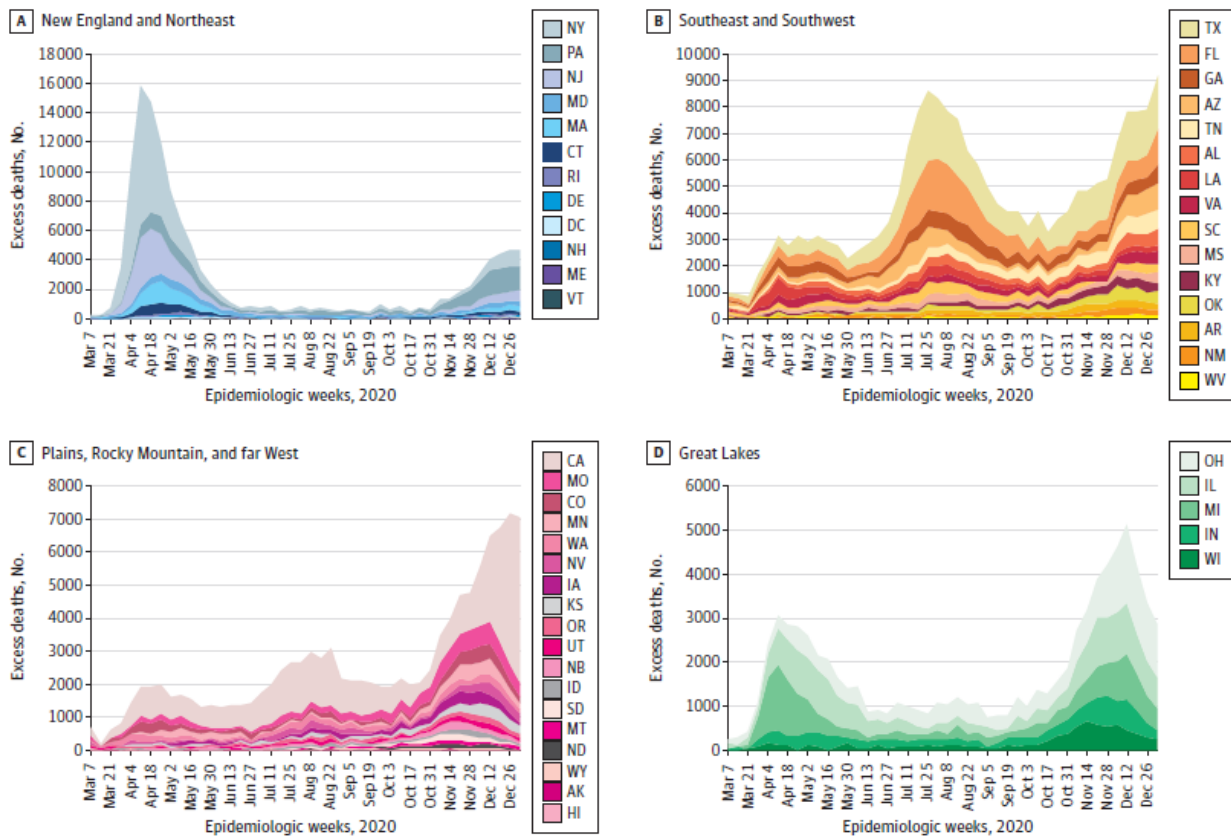 A New England and Northeast
Excess deaths, No.
18000
16000
14000
12000
10000
8000
6000
4000
2000
0
Mar 7
Mar 21
Apr 4
Apr 18
May 2
May 16
May 30
Jun 13
Jun 27
Jul 11
Jul 25
Aug 8
Aug 22
Sep 5
Sep 19
Oct 3
Oct 17
Oct 31
Nov 14
Nov 28
Dec 12
Dec 26
Epidemiologic weeks, 2020
NY
PA
NJ
MD
MA
CT
RI
DE
DC
NH
ME
VT
B Southeast and Southwest
Excess deaths, No.
10000
9000
8000
7000
6000
5000
4000
3000
2000
1000
0
Mar 7
Mar 21
Apr 4
Apr 18
May 2
May 16
May 30
Jun 13
Jun 27
Jul 11
Jul 25
Aug 8
Aug 22
Sep 5
Sep 19
Oct 3
Oct 17
Oct 31
Nov 14
Nov 28
Dec 12
Dec 26
Epidemiologic weeks, 2020
TX
FL
GA
AZ
TN
AL
LA
VA
SC
MS
KY
OK
AR
NM
WV
C Plains, Rocky Mountain, and far West
Excess deaths, No.
8000
7000
6000
5000
4000
3000
2000
1000
0
Mar 7
Mar 21
Apr 4
Apr 18
May 2
May 16
May 30
Jun 13
Jun 27
Jul 11
Jul 25
Aug 8
Aug 22
Sep 5
Sep 19
Oct 3
Oct 17
Oct 31
Nov 14
Nov 28
Dec 12
Dec 26
Epidemiologic weeks, 2020
CA
MO
CO
MN
WA
NV
IA
KS
OR
UT
NB
ID
SD
MT
ND
WY
AK
HI
D Great Lakes
Excess deaths, No.
6000
5000
4000
3000
2000
1000
0
Mar 7
Mar 21
Apr 4
Apr 18
May 2
May 16
May 30
Jun 13
Jun 27
Jul 11
Jul 25
Aug 8
Aug 22
Sep 5
Sep 19
Oct 3
Oct 17
Oct 31
Nov 14
Nov 28
Dec 12
Dec 26
Epidemiologic weeks, 2020
OH
IL
MI
IN
WI